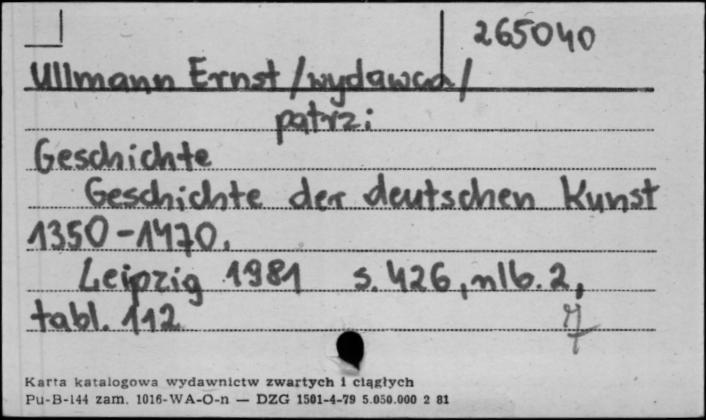 265040
Ullmann Ernst /wydawca/
patrz:
Geschichte
Geschichte der deutschen Kunst
1350-1470.
Leipzig 1981 s. 426, nlb. 2,
tabl. 112
7
Karta katalogowa wydawnictw zwartych i ciągłych
Pu-B-144 zam. 1016-WA-O-n — DZG 1501-4-79 5.050.000 2 81